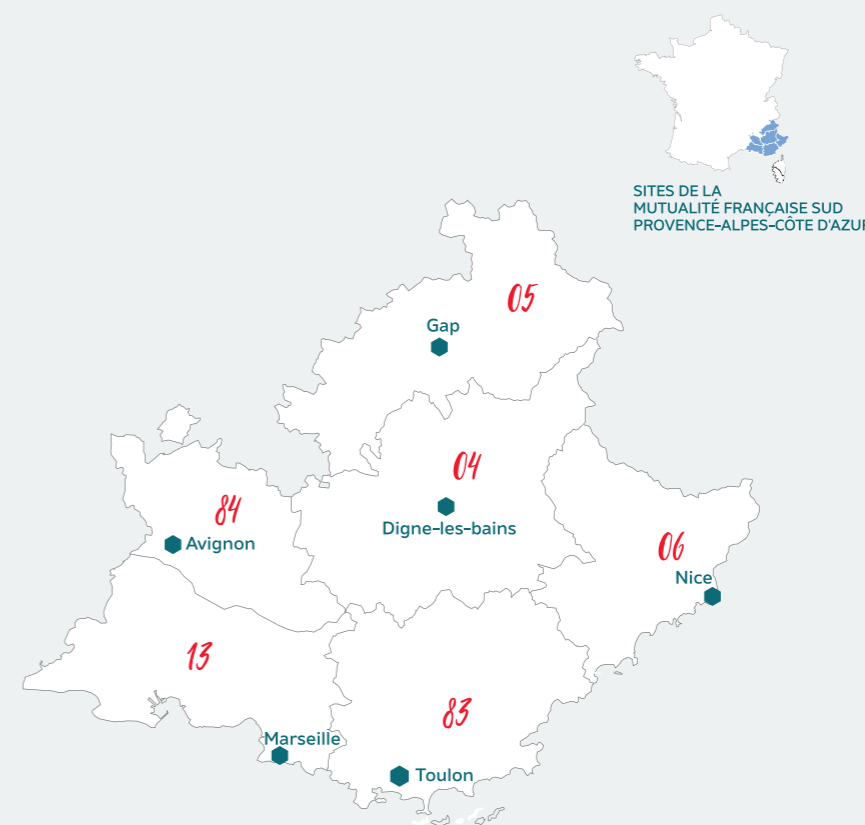 SITES DE LA
MUTUALITÉ FRANÇAISE SUD
PROVENCE-ALPES-CÔTE D'AZUR
05
Gap
04
84
Digne-les-bains
Avignon
06
Nice
13
83
Marseille
Toulon